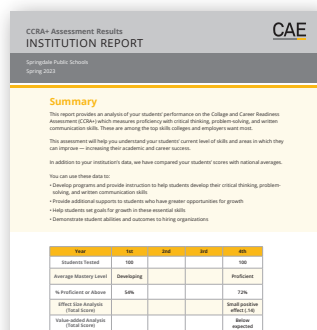 CCRA+ Assessment Results
INSTITUTION REPORT
CAE
Springdale Public Schools
Spring 2023
Summary
This report provides an analysis of your students' performance on the College and Career Readiness
Assessment (CCRA+) which measures proficiency with critical thinking, problem-solving, and written
communication skills. These are among the top skills colleges and employers want most.
This assessment will help you understand your students' current level of skills and areas in which they
can improve — increasing their academic and career success.
In addition to your institution's data, we have compared your students' scores with national averages.
You can use these data to:
• Develop programs and provide instruction to help students develop their critical thinking, problem-
solving, and written communication skills
• Provide additional supports to students who have greater opportunities for growth
• Help students set goals for growth in these essential skills
• Demonstrate student abilities and outcomes to hiring organizations
Year 1st 2nd 3rd 4th
Students Tested 100 100
Average Mastery Level Developing Proficient
% Proficient or Above 54% 72%
Effect Size Analysis
(Total Score) Small positive
effect (.14)
Value-added Analysis
(Total Score) Below
expected